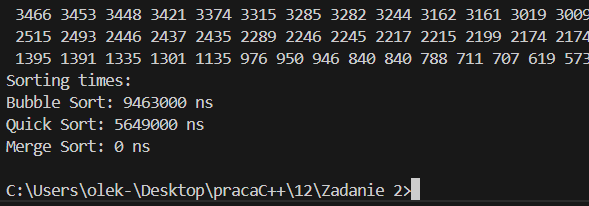 3466 3453 3448 3421 3374 3315 3285 3282 3244 3162 3161 3019 3009
2515 2493 2446 2437 2435 2289 2246 2245 2217 2215 2199 2174 2174
1395 1391 1335 1301 1135 976 950 946 840 840 788 711 707 619 573
Sorting times:
Bubble Sort: 9463000 ns
Quick Sort: 5649000 ns
Merge Sort: 0 ns
C:\Users\olek-\Desktop\pracaC++\12\Zadanie 2>